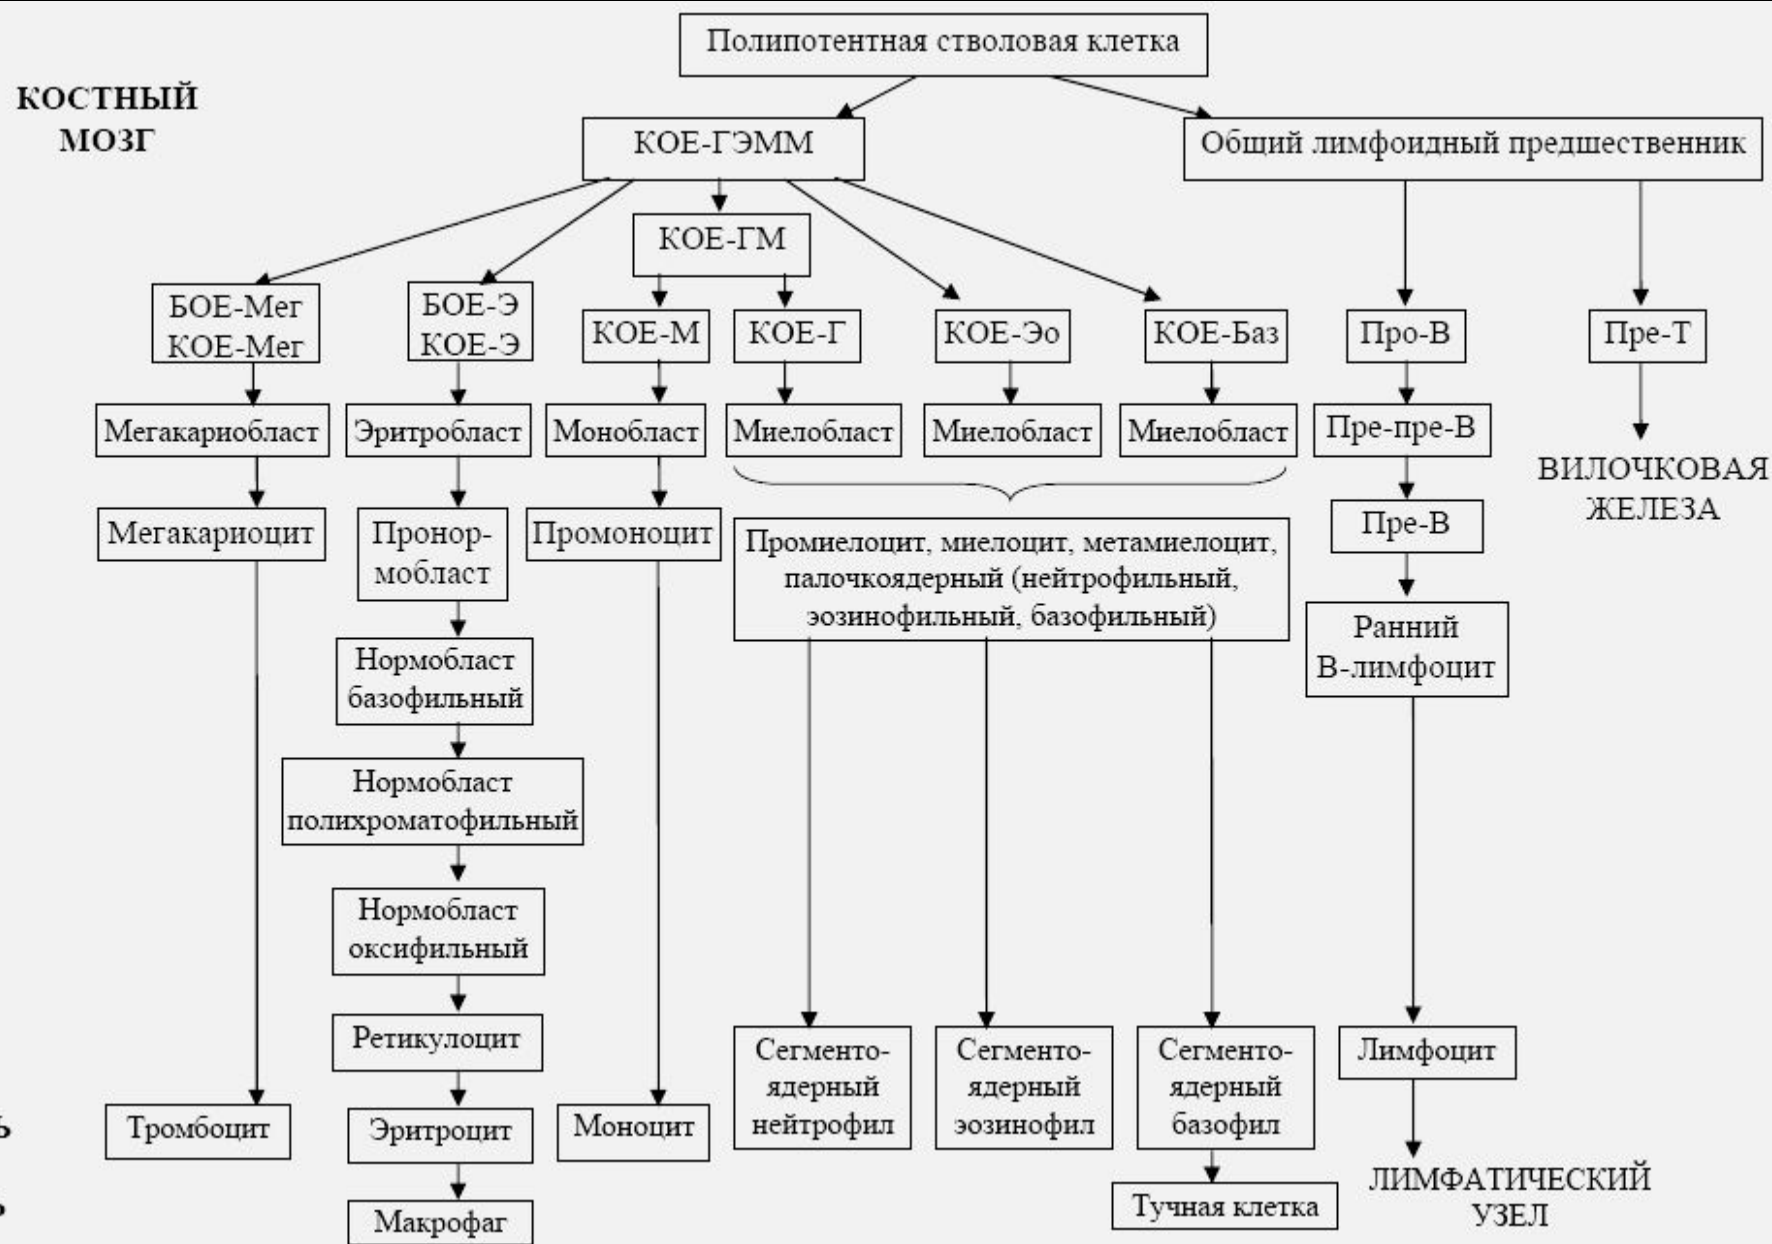 Полипотентная стволовая клетка
КОСТНЫЙ
МОЗГ
КОЕ-ГЭММ
Общий лимфоидный предшественник
КОЕ-ГМ
БОЕ-Мег
КОЕ-Мег
БОЕ-Э
КОЕ-Э
КОЕ-М
КОЕ-Г
КОЕ-Эо
КОЕ-Баз
Про-В
Пре-Т
Мегакариобласт
Эритробласт
Монобласт
Миелобласт
Миелобласт
Миелобласт
Пре-пре-В
ВИЛОЧКОВАЯ
ЖЕЛЕЗА
Мегакариоцит
Пронор-
мобласт
Промоноцит
Промиелоцит, миелоцит, метамиелоцит,
палочкоядерный (нейтрофильный,
эозинофильный, базофильный)
Пре-В
Ранний
В-лимфоцит
Нормобласт
базофильный
Нормобласт
полихроматофильный
Нормобласт
оксифильный
Ретикулоцит
Сегменто-
ядерный
нейтрофил
Сегменто-
ядерный
эозинофил
Сегменто-
ядерный
базофил
Лимфоцит
Ь
Тромбоцит
Эритроцит
Моноцит
ЛИМФАТИЧЕСКИЙ
УЗЕЛ
Ь
Макрофаг
Тучная клетка